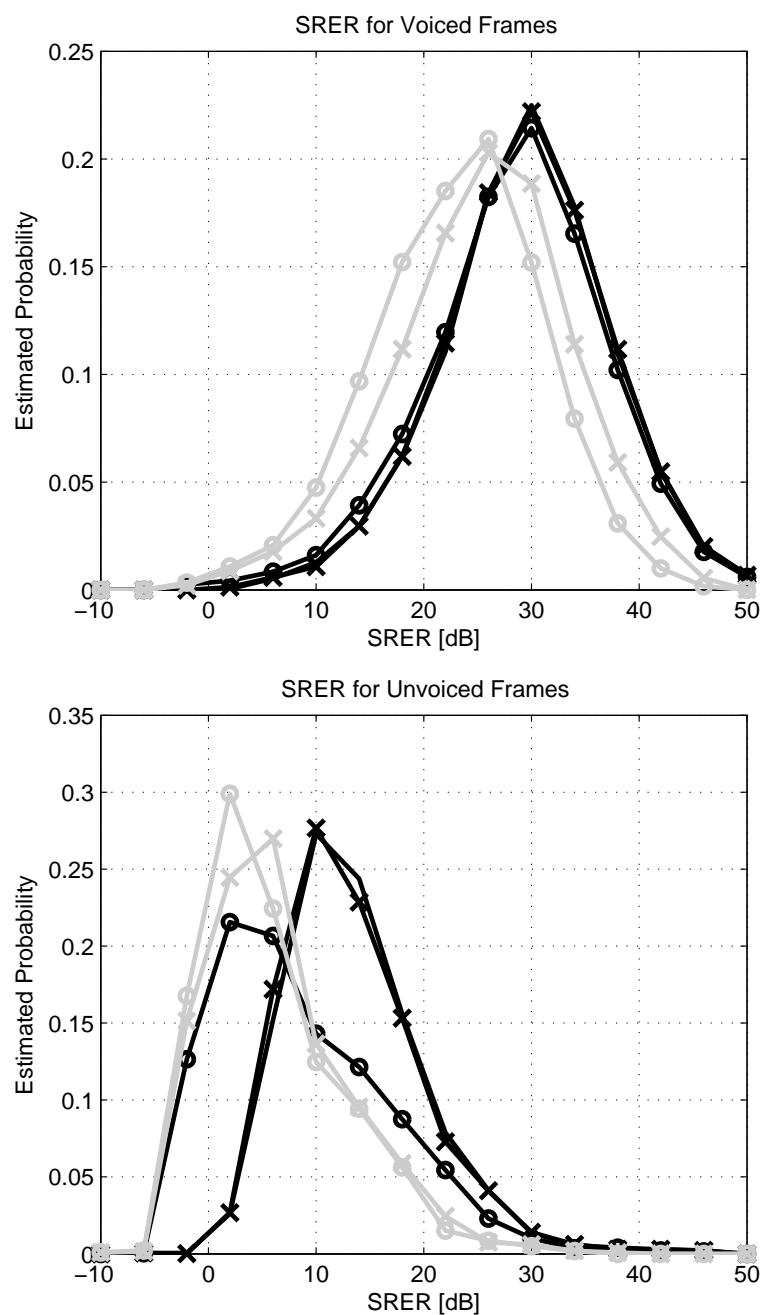 SRER for Voiced Frames
0.25
0.2
0.15
0.1
0.05
0
Estimated Probability
−10 0 10 20 30 40 50
SRER [dB]
SRER for Unvoiced Frames
0.35
0.3
0.25
0.2
0.15
0.1
0.05
0
Estimated Probability
−10 0 10 20 30 40 50
SRER [dB]